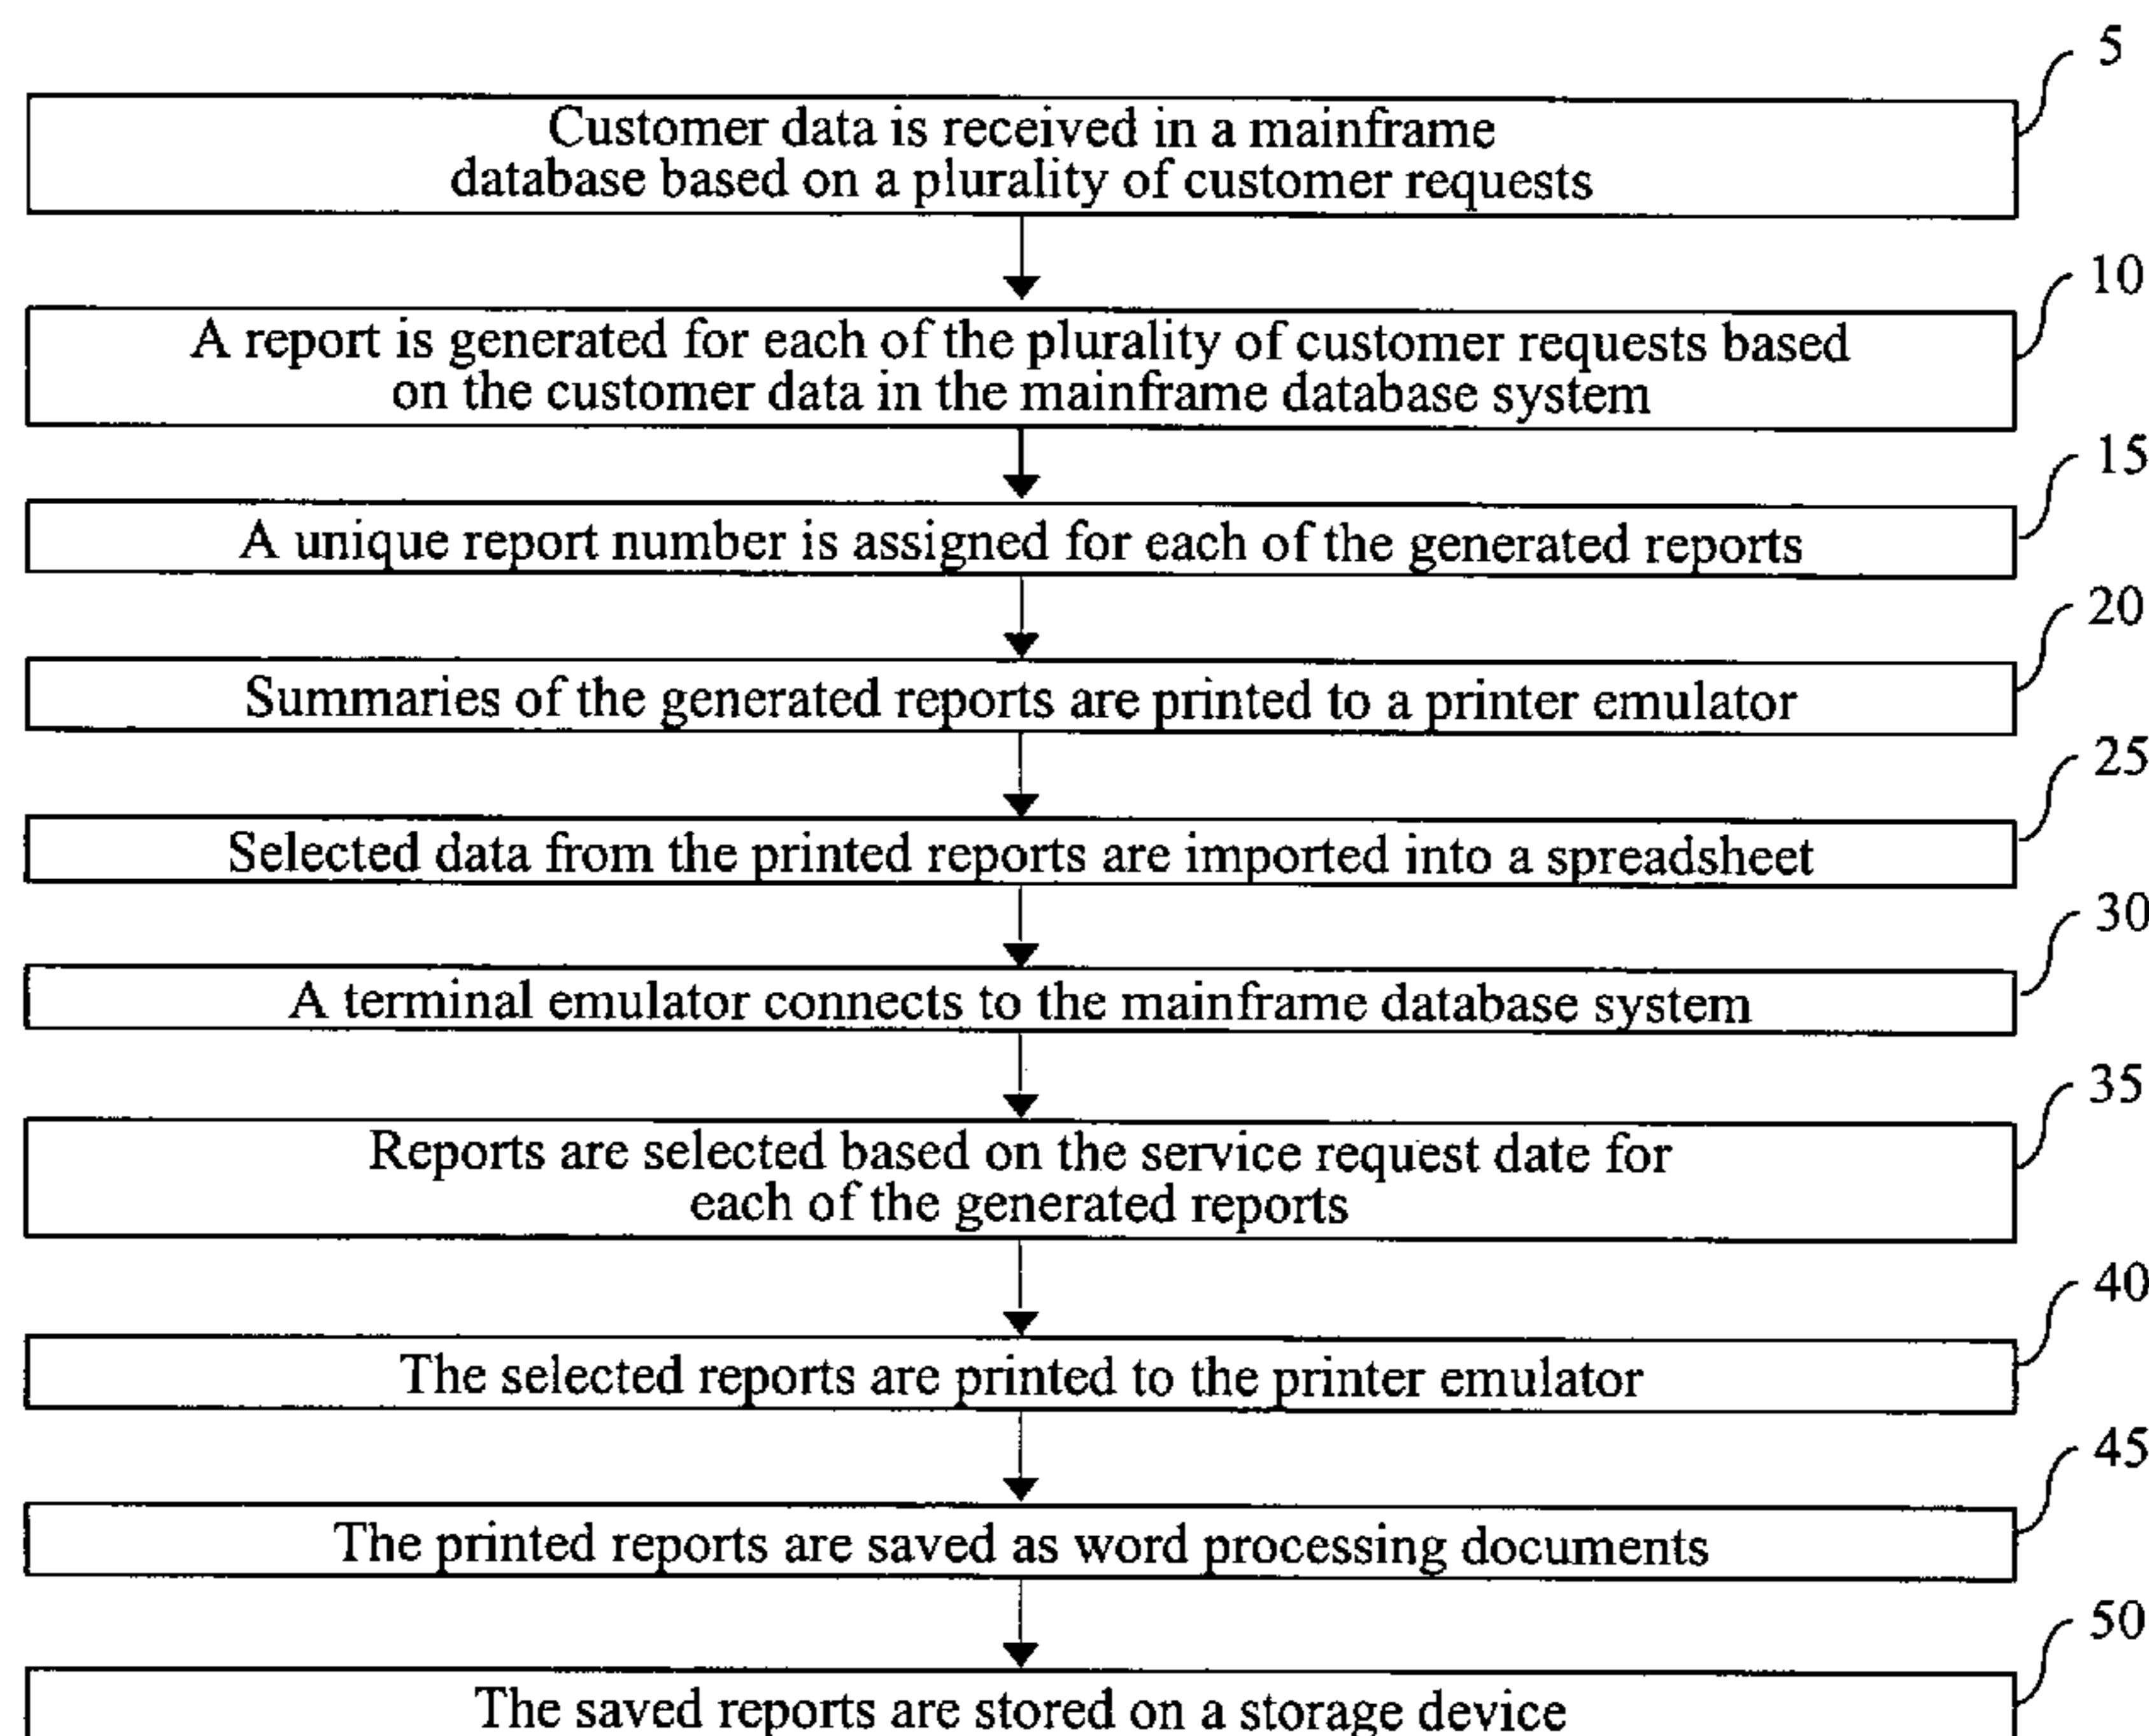 5
Customer data is received in a mainframe
database based on a plurality of customer requests
10
A report is generated for each of the plurality of customer requests based
on the customer data in the mainframe database system
15
A unique report number is assigned for each of the generated reports
20
Summaries of the generated reports are printed to a printer emulator
25
Selected data from the printed reports are imported into a spreadsheet
30
A terminal emulator connects to the mainframe database system
35
Reports are selected based on the service request date for
each of the generated reports
40
The selected reports are printed to the printer emulator
45
The printed reports are saved as word processing documents
50
The saved reports are stored on a storage device